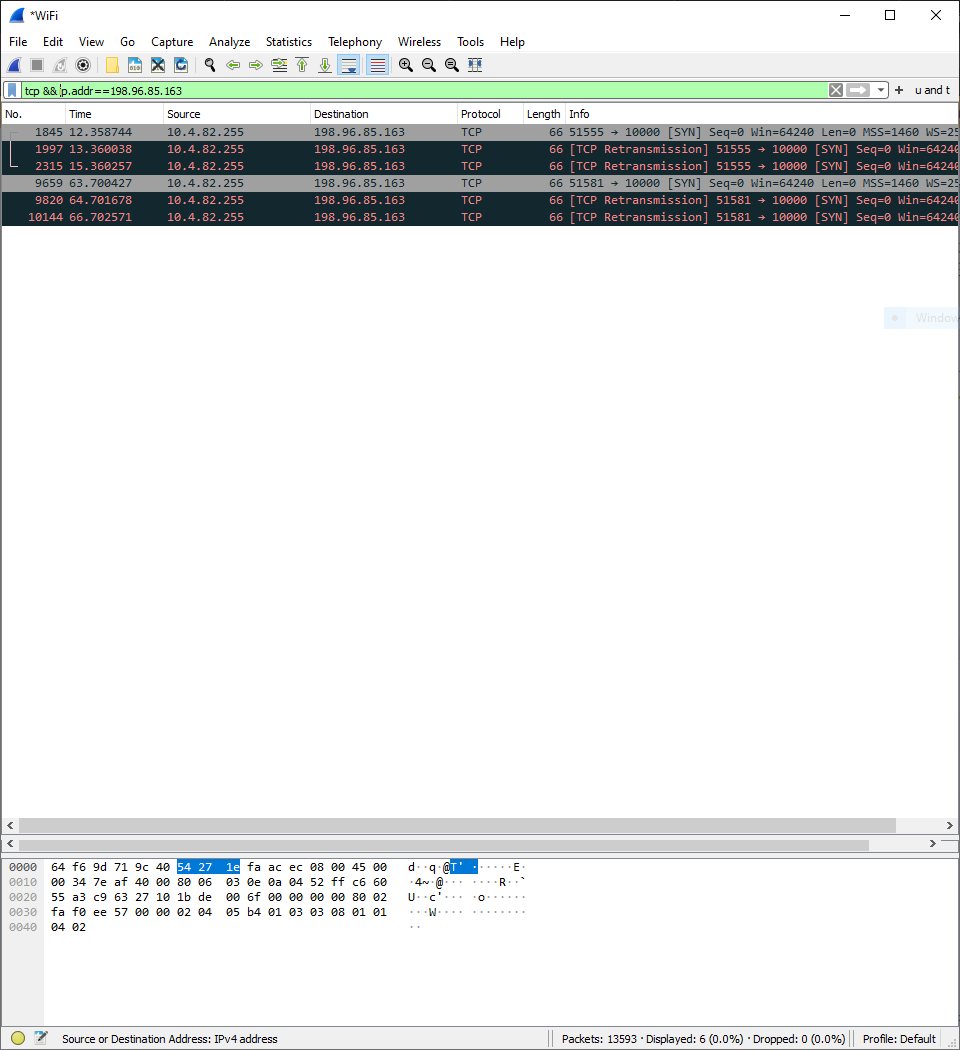 *WiFi
File Edit View Go Capture Analyze Statistics Telephony Wireless Tools Help
tcp && ip.addr==198.96.85.163 + u and t
No. Time Source Destination Protocol Length Info
1845 12.358744 10.4.82.255 198.96.85.163 TCP 66 51555 → 10000 [SYN] Seq=0 Win=64240 Len=0 MSS=1460 WS=25
1997 13.360038 10.4.82.255 198.96.85.163 TCP 66 [TCP Retransmission] 51555 → 10000 [SYN] Seq=0 Win=64240
2315 15.360257 10.4.82.255 198.96.85.163 TCP 66 [TCP Retransmission] 51555 → 10000 [SYN] Seq=0 Win=64240
9659 63.700427 10.4.82.255 198.96.85.163 TCP 66 51581 → 10000 [SYN] Seq=0 Win=64240 Len=0 MSS=1460 WS=25
9820 64.701678 10.4.82.255 198.96.85.163 TCP 66 [TCP Retransmission] 51581 → 10000 [SYN] Seq=0 Win=64240
10144 66.702571 10.4.82.255 198.96.85.163 TCP 66 [TCP Retransmission] 51581 → 10000 [SYN] Seq=0 Win=64240
Window
0000 64 f6 9d 71 9c 40 54 27 1e fa ac ec 08 00 45 00 d··q·@T'·······E·
0010 00 34 7e af 40 00 80 06 03 0e 0a 04 52 ff c6 60 ·4~·@·······R··`
0020 55 a3 c9 63 27 10 1b de 00 6f 00 00 00 00 80 02 U··c'····o······
0030 fa f0 ee 57 00 00 02 04 05 b4 01 03 03 08 01 01 ···W············
0040 04 02 ··
Source or Destination Address: IPv4 address Packets: 13593 · Displayed: 6 (0.0%) · Dropped: 0 (0.0%) Profile: Default